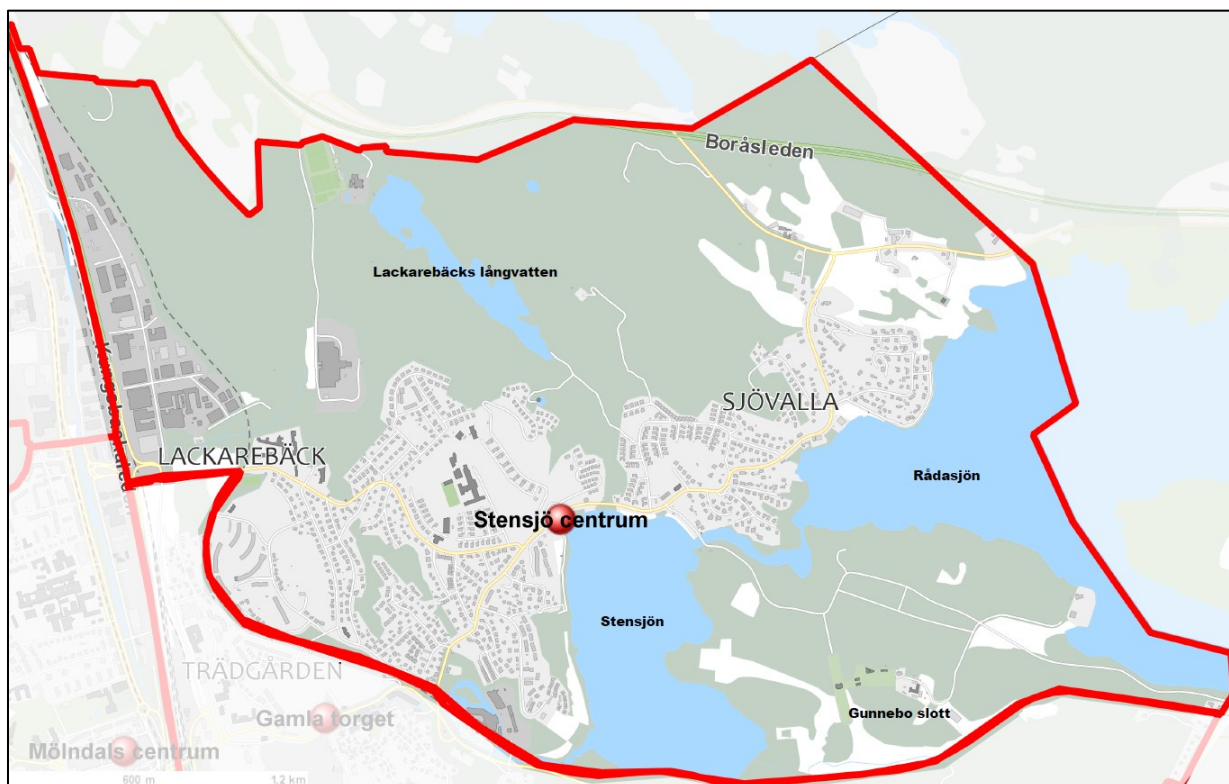 Boråsleden
Lackarebäcks långvatten
SJÖVALLA
LACKAREBÄCK
Rådasjön
Stensjö centrum
Stensjön
TRÄDGÅRDEN
Gunnebo slott
Gamla torget
Mölndals centrum
600 m
1.2 km